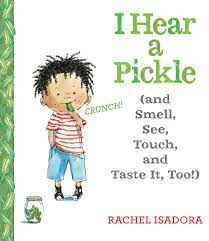 I Hear
a
Pickle
CRUNCH!
(and
Smell,
See,
Touch,
and
Taste It, Too!)
RACHEL ISADORA